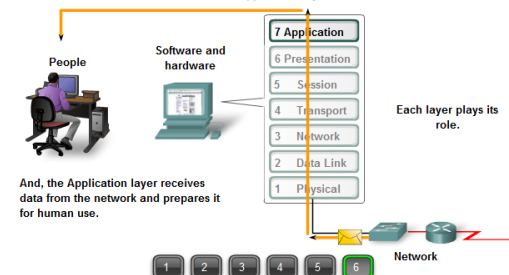 People
Software and
hardware
7 Application
6 Presentation
5 Session
4 Transport
3 Network
2 Data Link
1 Physical
Each layer plays its
role.
And, the Application layer receives
data from the network and prepares it
for human use.
Network
1 2 3 4 5 6